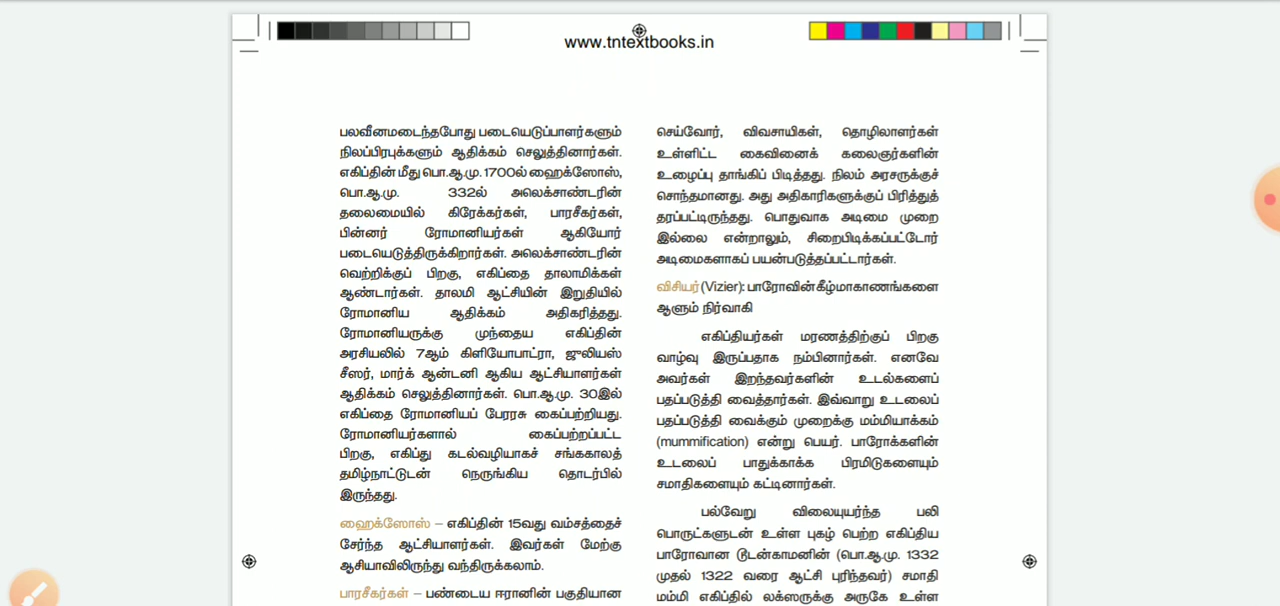 www.tntextbooks.in
பலவீனமடைந்தபோது படையெடுப்பாளர்களும்
நிலப்பிரபுக்களும் ஆதிக்கம் செலுத்தினார்கள்.
எகிப்தின் மீது பொ.ஆ.மு. 1700ல் ஹைக்ஸோஸ்,
பொ.ஆ.மு. 332ல் அலெக்சாண்டரின்
தலைமையில் கிரேக்கர்கள், பாரசீகர்கள்,
பின்னர் ரோமானியர்கள் ஆகியோர்
படையெடுத்திருக்கிறார்கள். அலெக்சாண்டரின்
வெற்றிக்குப் பிறகு, எகிப்தை தாலாமிக்கள்
ஆண்டார்கள். தாலமி ஆட்சியின் இறுதியில்
ரோமானிய ஆதிக்கம் அதிகரித்தது.
ரோமானியருக்கு முந்தைய எகிப்தின்
அரசியலில் 7ஆம் கிளியோபாட்ரா, ஜுலியஸ்
சீஸர், மார்க் ஆன்டனி ஆகிய ஆட்சியாளர்கள்
ஆதிக்கம் செலுத்தினார்கள். பொ.ஆ.மு. 30இல்
எகிப்தை ரோமானியப் பேரரசு கைப்பற்றியது.
ரோமானியர்களால் கைப்பற்றப்பட்ட
பிறகு, எகிப்து கடல்வழியாகச் சங்ககாலத்
தமிழ்நாட்டுடன் நெருங்கிய தொடர்பில்
இருந்தது.
ஹைக்ஸோஸ் – எகிப்தின் 15வது வம்சத்தைச்
சேர்ந்த ஆட்சியாளர்கள். இவர்கள் மேற்கு
ஆசியாவிலிருந்து வந்திருக்கலாம்.
பாரசீகர்கள் – பண்டைய ஈரானின் பகுதியான
செய்வோர், விவசாயிகள், தொழிலாளர்கள்
உள்ளிட்ட கைவினைக் கலைஞர்களின்
உழைப்பு தாங்கிப் பிடித்தது. நிலம் அரசருக்குச்
சொந்தமானது. அது அதிகாரிகளுக்குப் பிரித்துத்
தரப்பட்டிருந்தது. பொதுவாக அடிமை முறை
இல்லை என்றாலும், சிறைபிடிக்கப்பட்டோர்
அடிமைகளாகப் பயன்படுத்தப்பட்டார்கள்.
விசியர் (Vizier): பாரோவின் கீழ் மாகாணங்களை
ஆளும் நிர்வாகி
எகிப்தியர்கள் மரணத்திற்குப் பிறகு
வாழ்வு இருப்பதாக நம்பினார்கள். எனவே
அவர்கள் இறந்தவர்களின் உடல்களைப்
பதப்படுத்தி வைத்தார்கள். இவ்வாறு உடலைப்
பதப்படுத்தி வைக்கும் முறைக்கு மம்மியாக்கம்
(mummification) என்று பெயர். பாரோக்களின்
உடலைப் பாதுக்காக்க பிரமிடுகளையும்
சமாதிகளையும் கட்டினார்கள்.
பல்வேறு விலையுயர்ந்த பலி
பொருட்களுடன் உள்ள புகழ் பெற்ற எகிப்திய
பாரோவான டூடன்காமனின் (பொ.ஆ.மு. 1332
முதல் 1322 வரை ஆட்சி புரிந்தவர்) சமாதி
மம்மி எகிப்தில் லக்ஸருக்கு அருகே உள்ள